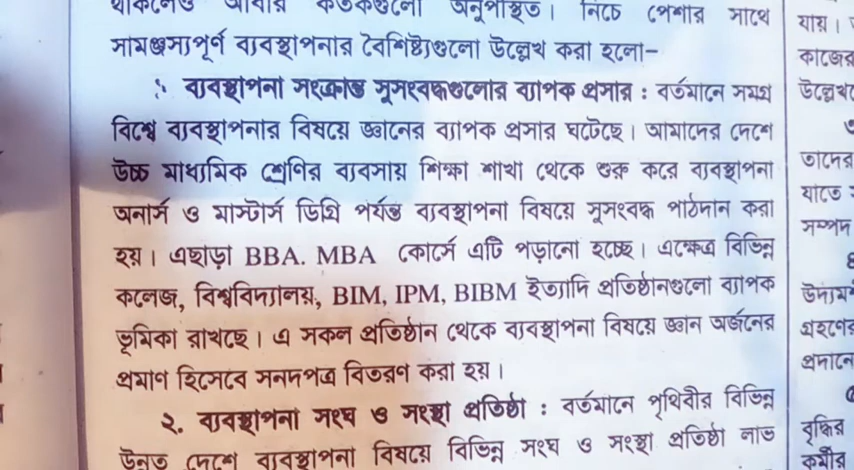 থাকলেও আবার কতকগুলো অনুপস্থিত। নিচে পেশার সাথে
সামঞ্জস্যপূর্ণ ব্যবস্থাপনার বৈশিষ্ট্যগুলো উল্লেখ করা হলো-
১. ব্যবস্থাপনা সংক্রান্ত সুসংবদ্ধগুলোর ব্যাপক প্রসার : বর্তমানে সমগ্র
বিশ্বে ব্যবস্থাপনার বিষয়ে জ্ঞানের ব্যাপক প্রসার ঘটেছে। আমাদের দেশে
উচ্চ মাধ্যমিক শ্রেণির ব্যবসায় শিক্ষা শাখা থেকে শুরু করে ব্যবস্থাপনা
অনার্স ও মাস্টার্স ডিগ্রি পর্যন্ত ব্যবস্থাপনা বিষয়ে সুসংবদ্ধ পাঠদান করা
হয়। এছাড়া BBA. MBA কোর্সে এটি পড়ানো হচ্ছে। এক্ষেত্র বিভিন্ন
কলেজ, বিশ্ববিদ্যালয়, BIM, IPM, BIBM ইত্যাদি প্রতিষ্ঠানগুলো ব্যাপক
ভূমিকা রাখছে। এ সকল প্রতিষ্ঠান থেকে ব্যবস্থাপনা বিষয়ে জ্ঞান অর্জনের
প্রমাণ হিসেবে সনদপত্র বিতরণ করা হয়।
২. ব্যবস্থাপনা সংঘ ও সংস্থা প্রতিষ্ঠা : বর্তমানে পৃথিবীর বিভিন্ন
উন্নত দেশে ব্যবস্থাপনা বিষয়ে বিভিন্ন সংঘ ও সংস্থা প্রতিষ্ঠা লাভ
যায়।
কাজের
তাদের
যাতে
সম্পদ
গ্রহণের
প্রদানে
বৃদ্ধির
কর্মীর